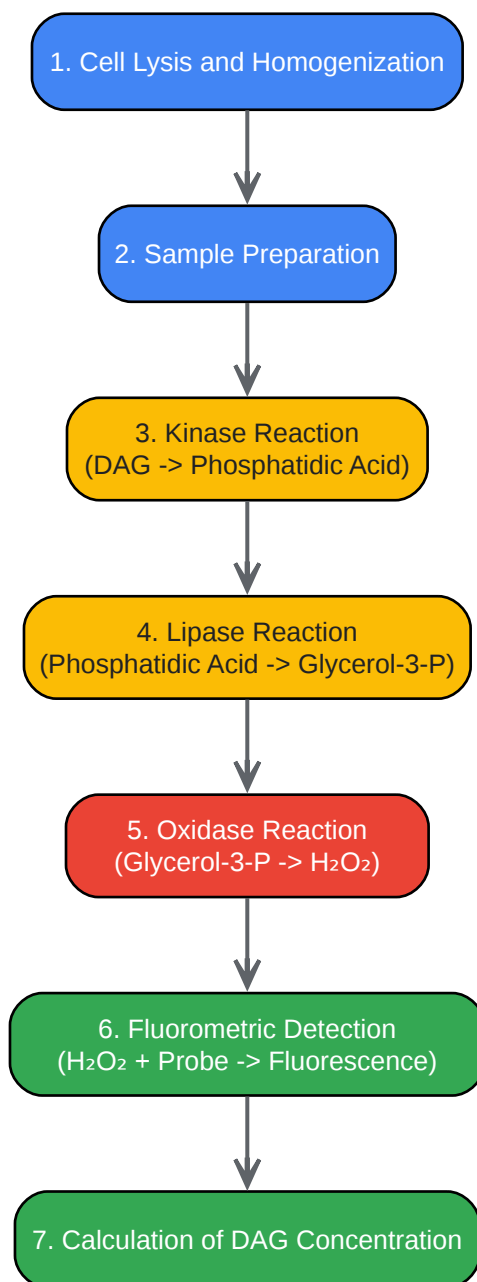 1. Cell Lysis and Homogenization
2. Sample Preparation
3. Kinase Reaction
(DAG -> Phosphatidic Acid)
4. Lipase Reaction
(Phosphatidic Acid -> Glycerol-3-P)
5. Oxidase Reaction
(Glycerol-3-P -> H₂O₂)
6. Fluorometric Detection
(H₂O₂ + Probe -> Fluorescence)
7. Calculation of DAG Concentration